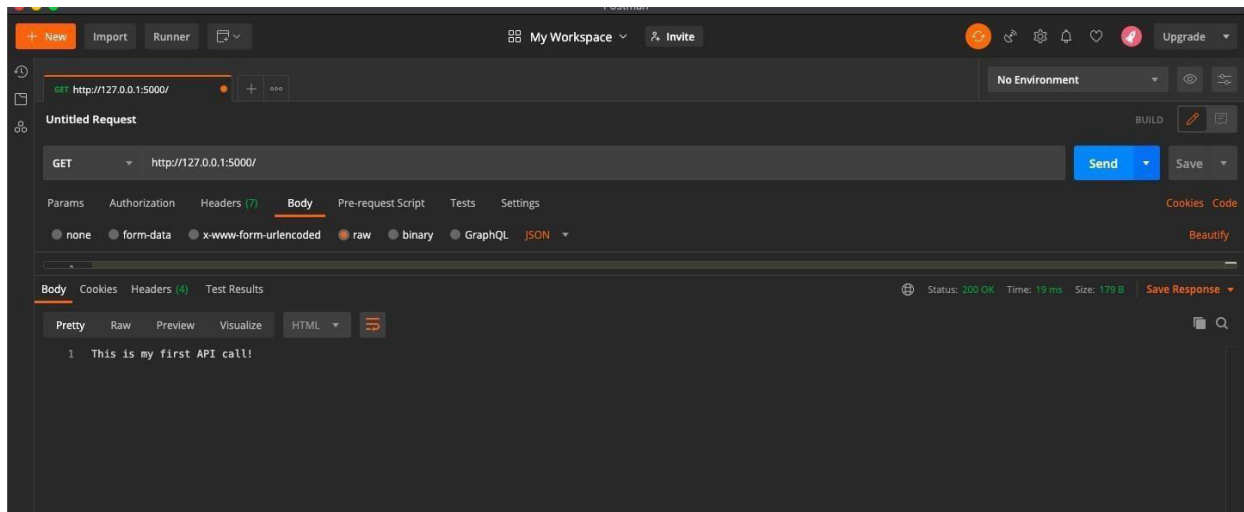 Postman
+ New Import Runner My Workspace Invite Upgrade
GET http://127.0.0.1:5000/ + ooo No Environment
Untitled Request BUILD
GET http://127.0.0.1:5000/ Send Save
Params Authorization Headers (7) Body Pre-request Script Tests Settings Cookies Code
none form-data x-www-form-urlencoded raw binary GraphQL JSON Beautify
Body Cookies Headers (4) Test Results Status: 200 OK Time: 19 ms Size: 179 B Save Response
Pretty Raw Preview Visualize HTML
1 This is my first API call!